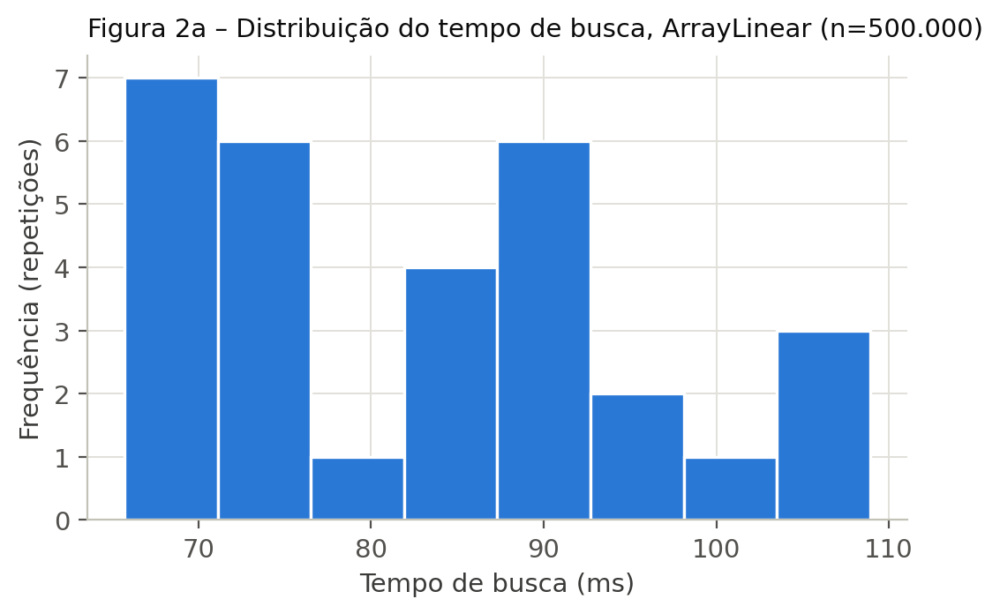 Figura 2a – Distribuição do tempo de busca, ArrayLinear (n=500.000)
Frequência (repetições)
7
6
5
4
3
2
1
0
70 80 90 100 110
Tempo de busca (ms)